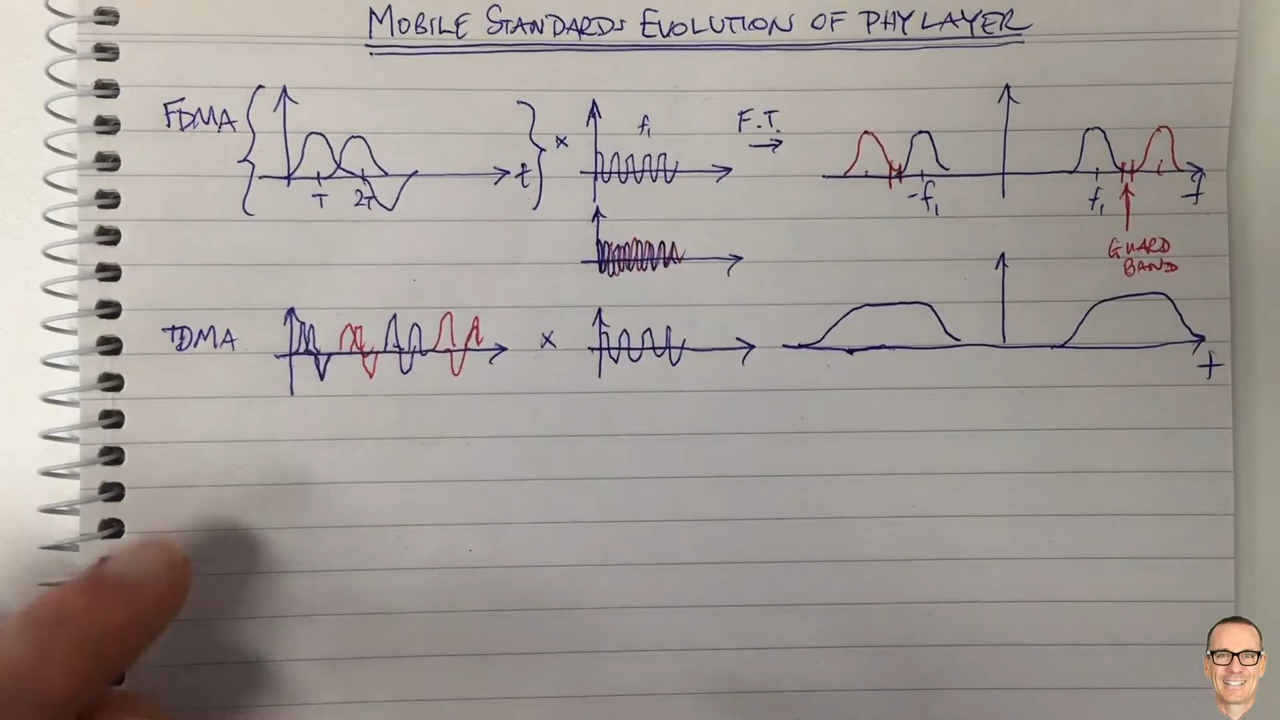 MOBILE STANDARDS EVOLUTION OF PHY LAYER
FDMA
T
2T
t
×
f₁
F.T.
→
-f₁
f₁
f
GUARD
BAND
TDMA
×
f